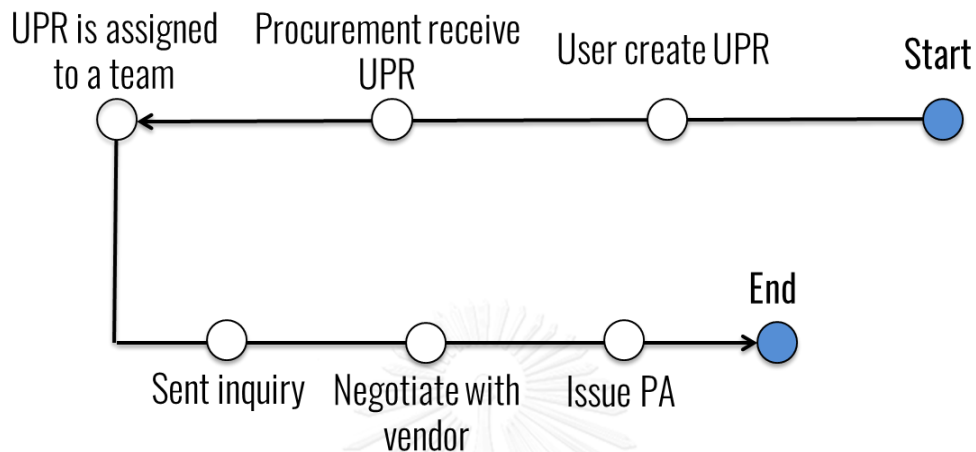 UPR is assigned
to a team
Procurement receive
UPR
User create UPR
Start
End
Sent inquiry
Negotiate with
vendor
Issue PA